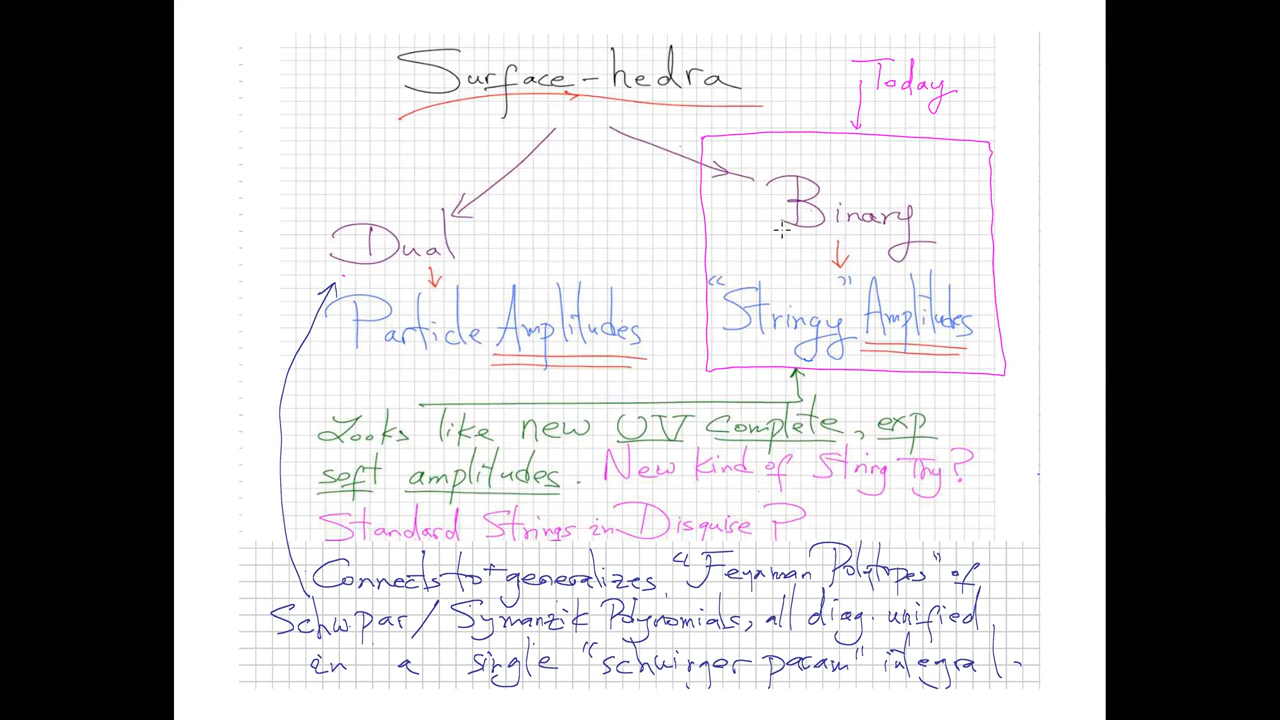 Surface-hedra
Today
Binary
Dual
"Stringy" Amplitudes
Particle Amplitudes
Looks like new UV complete, exp
soft amplitudes. New kind of String Thy?
Standard Strings in Disguise?
Connects to + generalizes "Feynman Polytopes" of
Schw. par/Symanzik Polynomials, all diag. unified
in a single "schwinger param" integral.